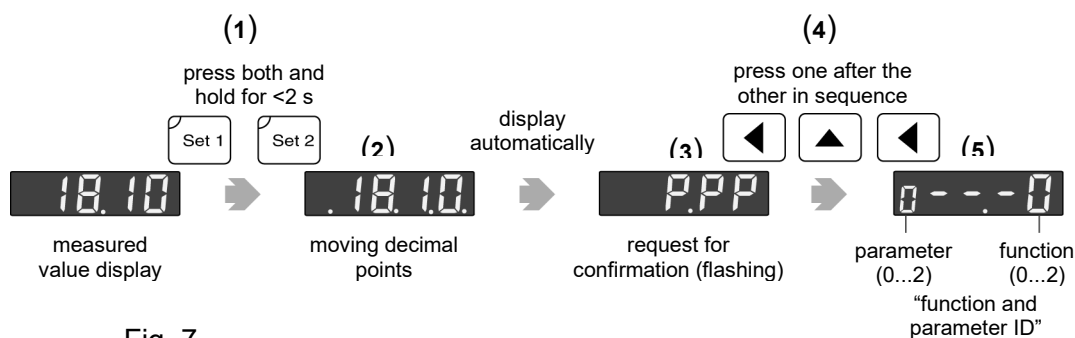 (1)
press both and
hold for <2 s
Set 1
Set 2
18.10
measured
value display
(2)
.18.1.0.
moving decimal
points
display
automatically
(3)
P.PP
request for
confirmation (flashing)
(4)
press one after the
other in sequence
(5)
0 - - . - 0
parameter
(0...2)
function
(0...2)
"function and
parameter ID"